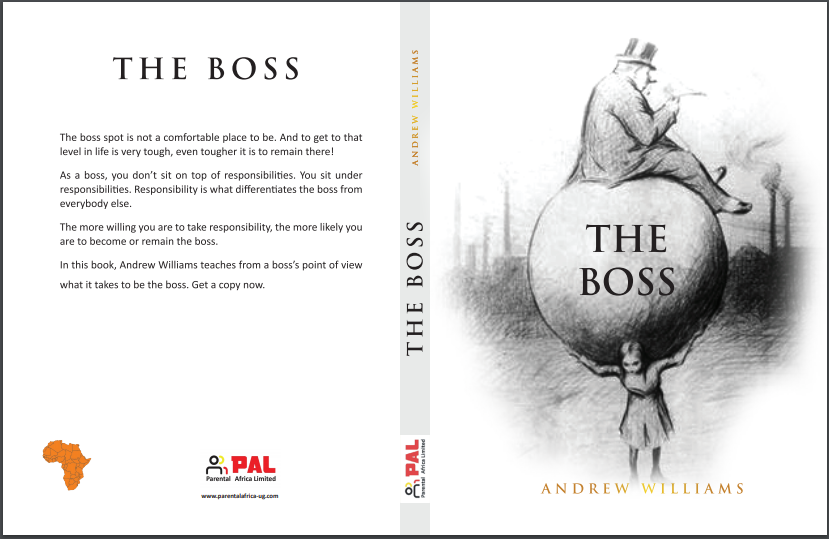 THE BOSS
The boss spot is not a comfortable place to be. And to get to that
level in life is very tough, even tougher it is to remain there!
As a boss, you don't sit on top of responsibilities. You sit under
responsibilities. Responsibility is what differentiates the boss from
everybody else.
The more willing you are to take responsibility, the more likely you
are to become or remain the boss.
In this book, Andrew Williams teaches from a boss's point of view
what it takes to be the boss. Get a copy now.
PAL
Parental Africa Limited
www.parentalafrica-ug.com
ANDREW WILLIAMS
THE BOSS
PAL
Parental Africa Limited
THE
BOSS
ANDREW WILLIAMS